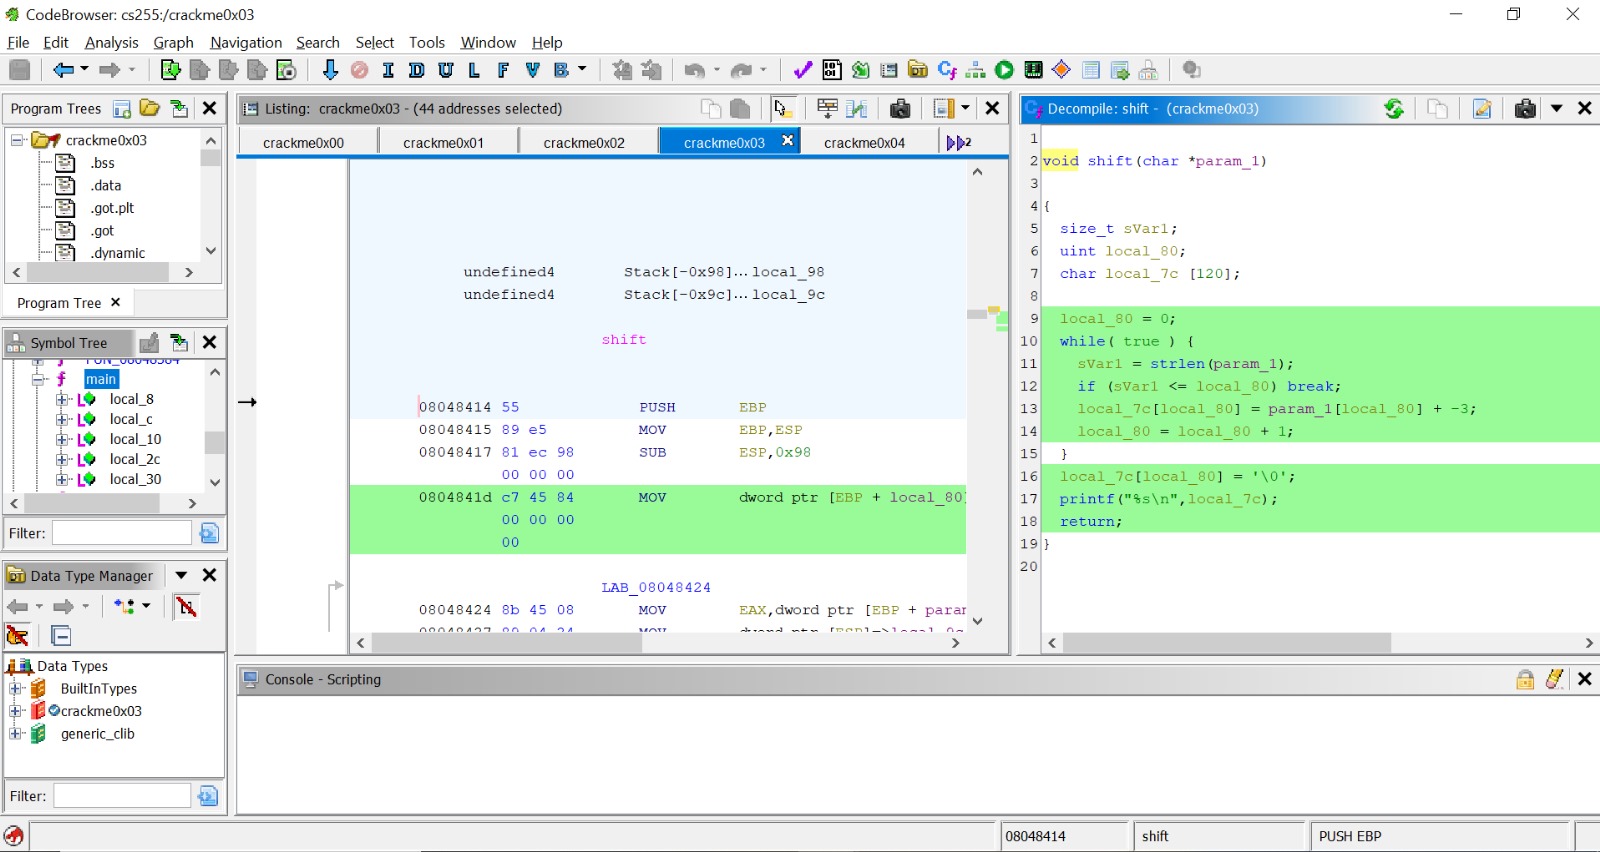 CodeBrowser: cs255:/crackme0x03
File Edit Analysis Graph Navigation Search Select Tools Window Help
I D U L F V B
Program Trees
crackme0x03
.bss
.data
.got.plt
.got
.dynamic
Program Tree
Symbol Tree
main
local_8
local_c
local_10
local_2c
local_30
Filter:
Data Type Manager
Data Types
BuiltInTypes
crackme0x03
generic_clib
Filter:
Listing: crackme0x03 - (44 addresses selected)
crackme0x00 crackme0x01 crackme0x02 crackme0x03 crackme0x04 2
undefined4 Stack[-0x98]... local_98
undefined4 Stack[-0x9c]... local_9c
shift
08048414 55 PUSH EBP
08048415 89 e5 MOV EBP,ESP
08048417 81 ec 98 SUB ESP,0x98
00 00 00
0804841d c7 45 84 MOV dword ptr [EBP + local_80]
00 00 00
00
LAB_08048424
08048424 8b 45 08 MOV EAX,dword ptr [EBP + param
Decompile: shift - (crackme0x03)
1
2 void shift(char *param_1)
3
4 {
5 size_t sVar1;
6 uint local_80;
7 char local_7c [120];
8
9 local_80 = 0;
10 while( true ) {
11 sVar1 = strlen(param_1);
12 if (sVar1 <= local_80) break;
13 local_7c[local_80] = param_1[local_80] + -3;
14 local_80 = local_80 + 1;
15 }
16 local_7c[local_80] = '\0';
17 printf("%s\n",local_7c);
18 return;
19 }
20
Console - Scripting
08048414 shift PUSH EBP